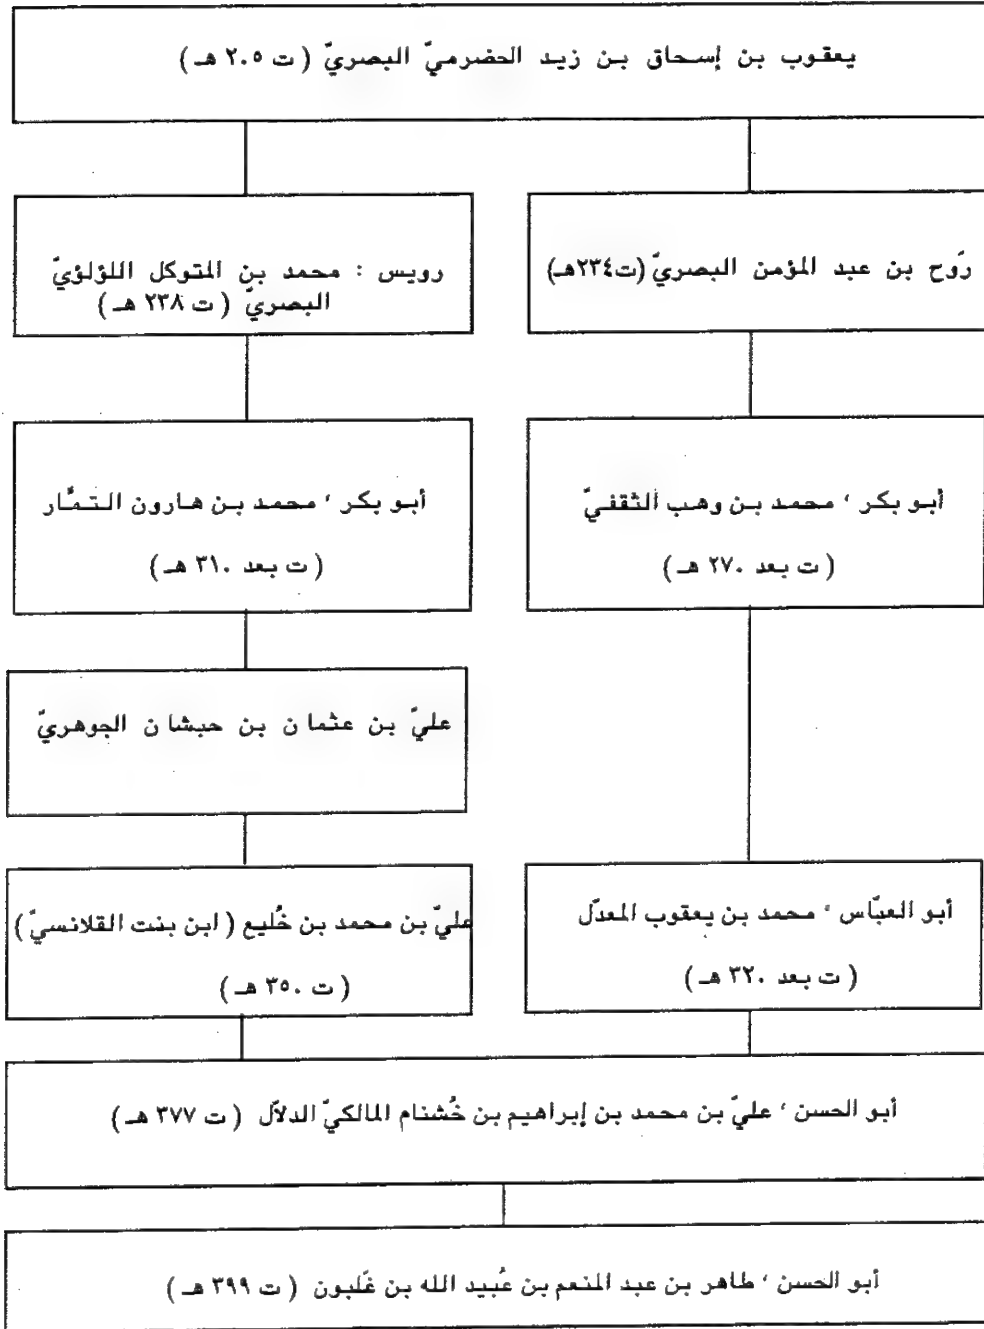 يعقوب بن إسحاق بن زيد الحضرميّ البصريّ ( ت ٢٠٥ هـ )
رَوح بن عبد المؤمن البصريّ (ت٢٣٤هـ)
رويس : محمد بن المتوكل اللؤلؤيّ
البصريّ ( ت ٢٣٨ هـ )
أبو بكر ، محمد بن وهب الثقفيّ
( ت بعد ٢٧٠ هـ )
أبو بكر ، محمد بن هارون التمَّار
( ت بعد ٣١٠ هـ )
عليّ بن عثمان بن حبشان الجوهريّ
أبو العبّاس ، محمد بن يعقوب المعدّل
( ت بعد ٣٢٠ هـ )
عليّ بن محمد بن خُليع ( ابن بنت القلانسيّ )
( ت ٣٥٠ هـ )
أبو الحسن ، عليّ بن محمد بن إبراهيم بن خُشنام المالكيّ الدلاّل ( ت ٣٧٧ هـ )
أبو الحسن ، طاهر بن عبد المنعم بن عُبيد الله بن غَلبون ( ت ٣٩٩ هـ )